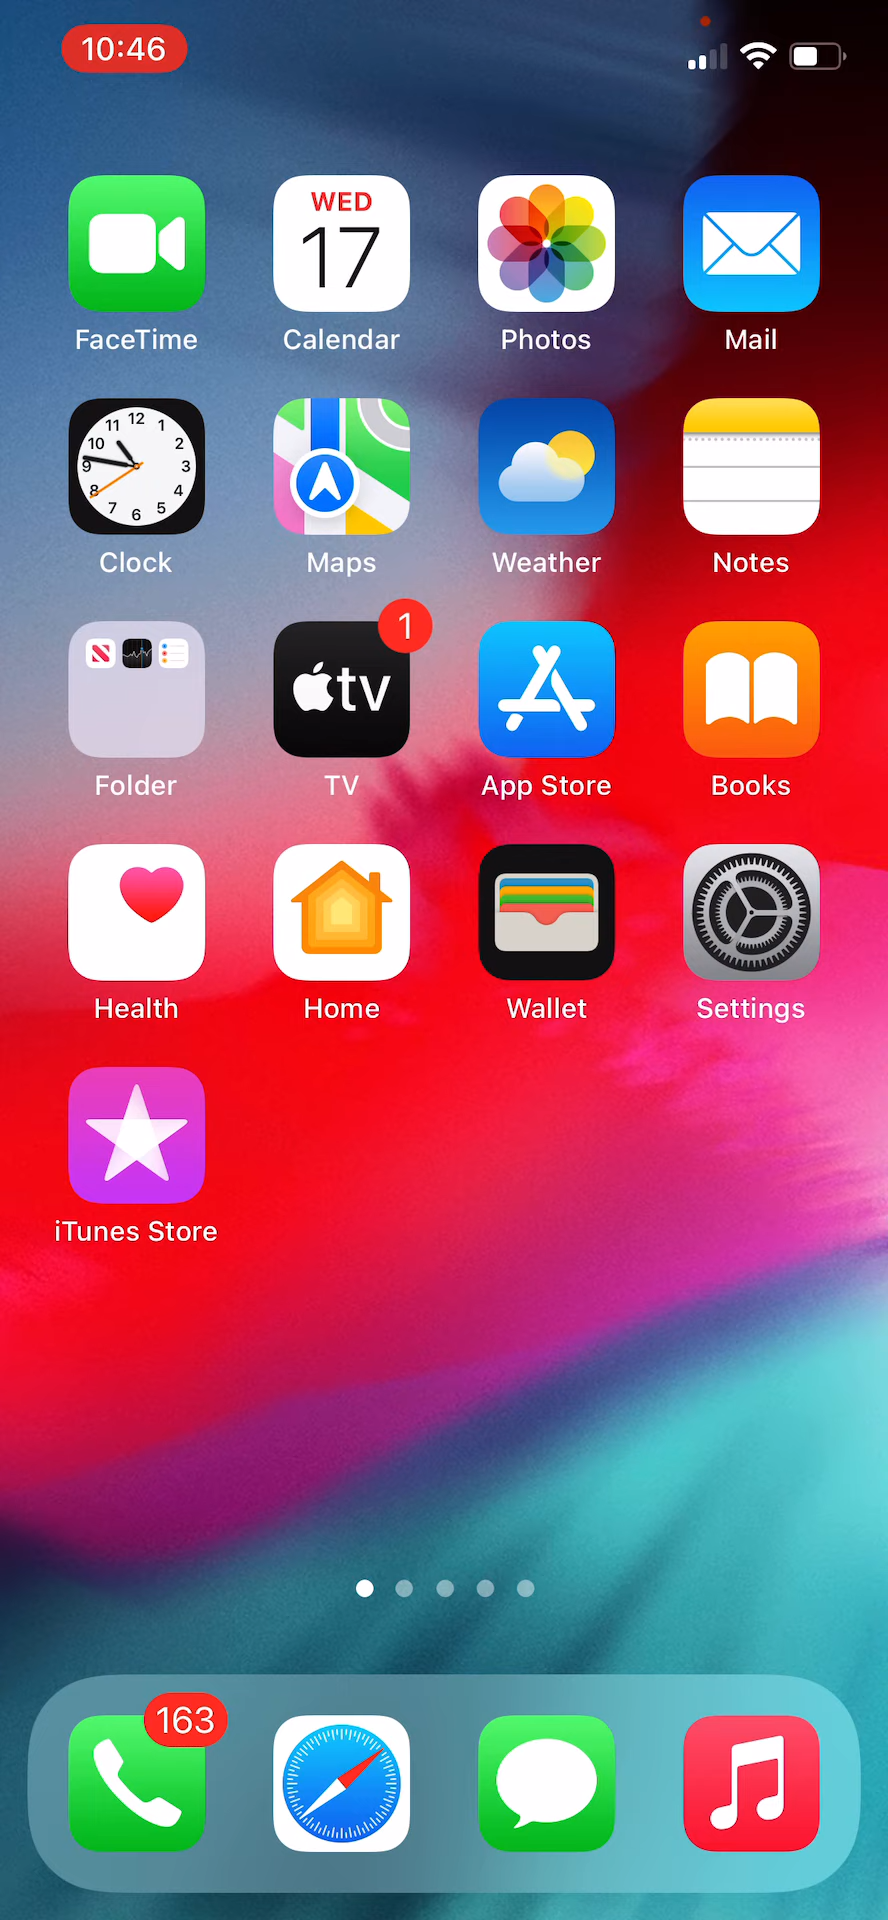 10:46
WED
17
FaceTime
Calendar
Photos
Mail
12
11
1
10
2
9
3
8
4
7
5
6
Clock
Maps
Weather
Notes
1
tv
Folder
TV
App Store
Books
Health
Home
Wallet
Settings
iTunes Store
163